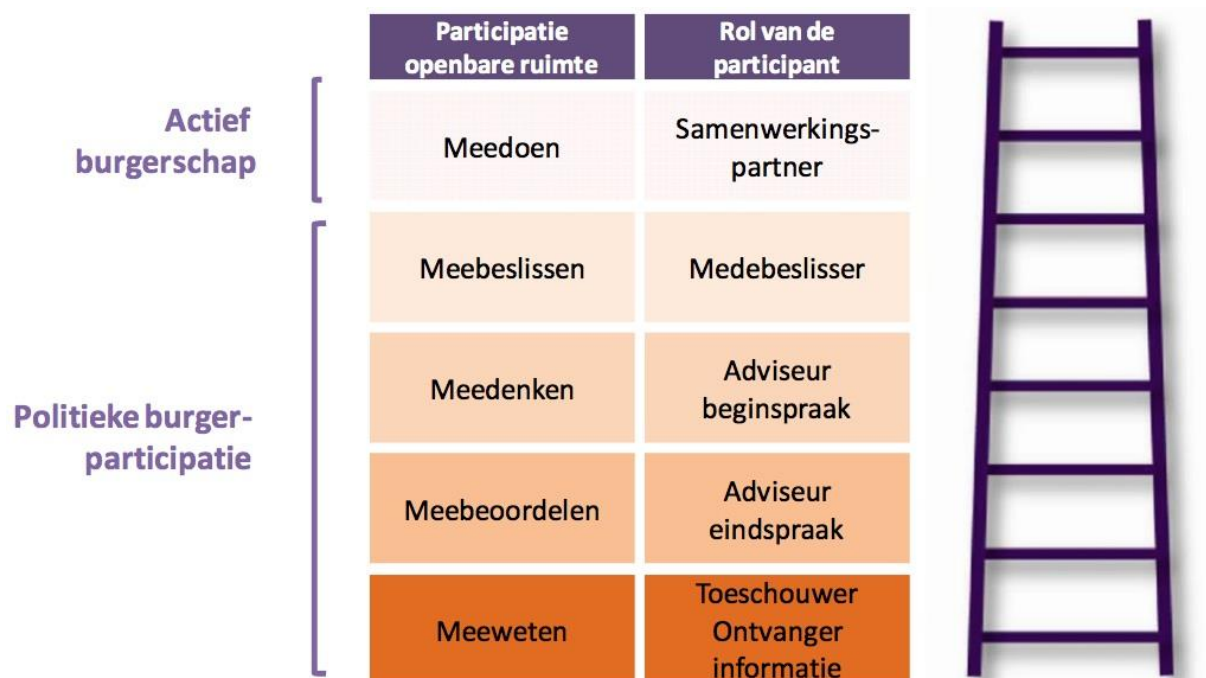 Participatie
openbare ruimte
Rol van de
participant
Actief
burgerschap
Meedoen
Samenwerkings-
partner
Politieke burger-
participatie
Meebeslissen
Medebeslisser
Meedenken
Adviseur
beginspraak
Meebeoordelen
Adviseur
eindspraak
Meeweten
Toeschouwer
Ontvanger
informatie